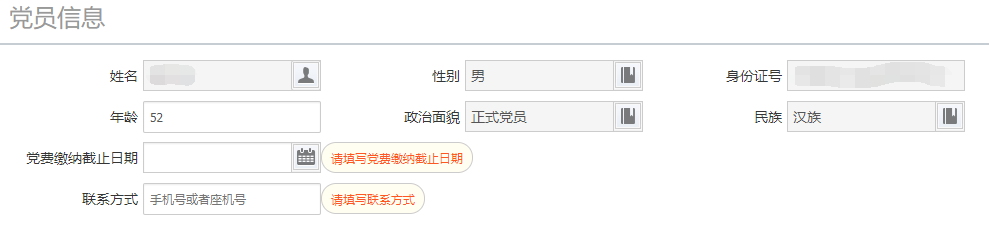 党员信息
姓名 性别 男 身份证号
年龄 52 政治面貌 正式党员 民族 汉族
党费缴纳截止日期 请填写党费缴纳截止日期
联系方式 手机号或者座机号 请填写联系方式